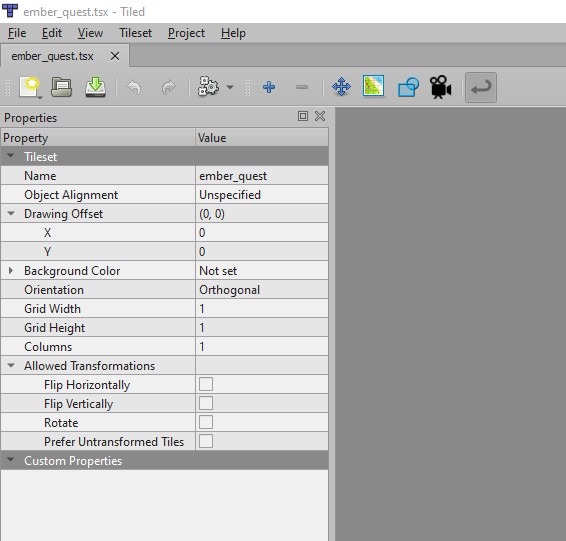 ember_quest.tsx - Tiled
File Edit View Tileset Project Help
ember_quest.tsx
Properties
Property Value
Tileset
Name ember_quest
Object Alignment Unspecified
Drawing Offset (0, 0)
X 0
Y 0
Background Color Not set
Orientation Orthogonal
Grid Width 1
Grid Height 1
Columns 1
Allowed Transformations
Flip Horizontally
Flip Vertically
Rotate
Prefer Untransformed Tiles
Custom Properties